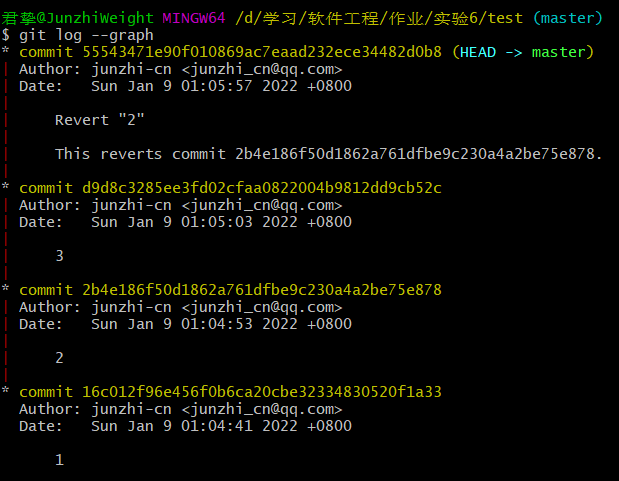 君挚@JunzhiWeight MINGW64 /d/学习/软件工程/作业/实验6/test (master)
$ git log --graph
* commit 55543471e90f010869ac7eaad232ece34482d0b8 (HEAD -> master)
| Author: junzhi-cn <junzhi_cn@qq.com>
| Date:   Sun Jan 9 01:05:57 2022 +0800
|
|     Revert "2"
|
|     This reverts commit 2b4e186f50d1862a761dfbe9c230a4a2be75e878.
|
* commit d9d8c3285ee3fd02cfaa0822004b9812dd9cb52c
| Author: junzhi-cn <junzhi_cn@qq.com>
| Date:   Sun Jan 9 01:05:03 2022 +0800
|
|     3
|
* commit 2b4e186f50d1862a761dfbe9c230a4a2be75e878
| Author: junzhi-cn <junzhi_cn@qq.com>
| Date:   Sun Jan 9 01:04:53 2022 +0800
|
|     2
|
* commit 16c012f96e456f0b6ca20cbe32334830520f1a33
  Author: junzhi-cn <junzhi_cn@qq.com>
  Date:   Sun Jan 9 01:04:41 2022 +0800

      1